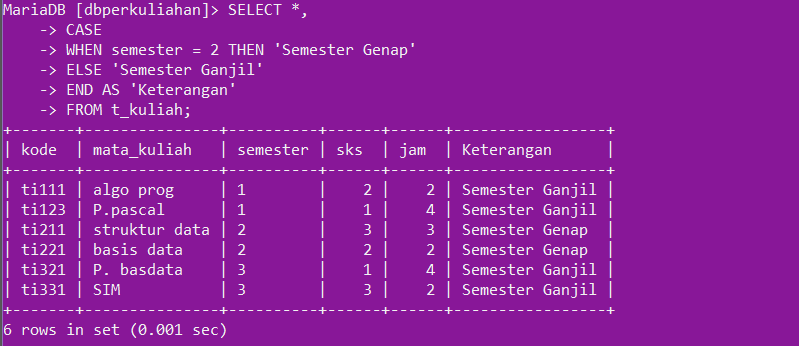 MariaDB [dbperkuliahan]> SELECT *,
    -> CASE
    -> WHEN semester = 2 THEN 'Semester Genap'
    -> ELSE 'Semester Ganjil'
    -> END AS 'Keterangan'
    -> FROM t_kuliah;
+-------+---------------+----------+------+------+-----------------+
| kode  | mata_kuliah   | semester | sks  | jam  | Keterangan      |
+-------+---------------+----------+------+------+-----------------+
| ti111 | algo prog     | 1        |    2 |    2 | Semester Ganjil |
| ti123 | P.pascal      | 1        |    1 |    4 | Semester Ganjil |
| ti211 | struktur data | 2        |    3 |    3 | Semester Genap  |
| ti221 | basis data    | 2        |    2 |    2 | Semester Genap  |
| ti321 | P. basdata    | 3        |    1 |    4 | Semester Ganjil |
| ti331 | SIM           | 3        |    3 |    2 | Semester Ganjil |
+-------+---------------+----------+------+------+-----------------+
6 rows in set (0.001 sec)